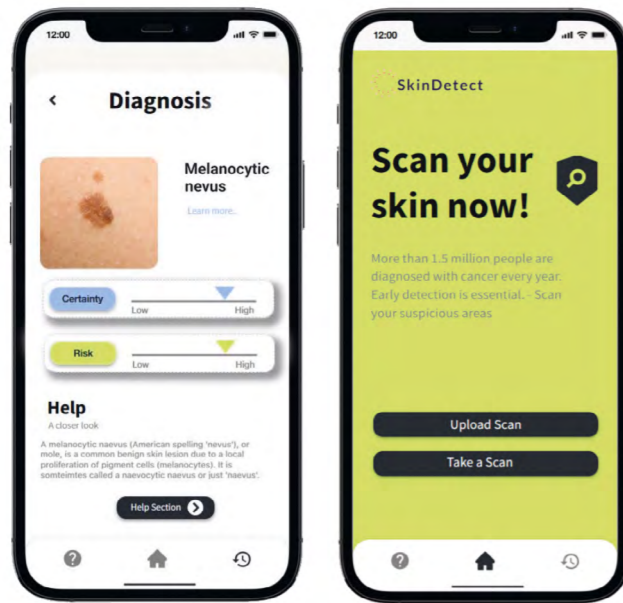 12:00
Diagnosis
Melanocytic
nevus
Learn more..
Certainty
Low
High
Risk
Low
High
Help
A closer look
A melanocytic naevus (American spelling 'nevus'), or
mole, is a common benign skin lesion due to a local
proliferation of pigment cells (melanocytes). It is
somteimtes called a naevocytic naevus or just 'naevus'.
Help Section
12:00
SkinDetect
Scan your
skin now!
More than 1.5 million people are
diagnosed with cancer every year.
Early detection is essential. - Scan
your suspicious areas
Upload Scan
Take a Scan